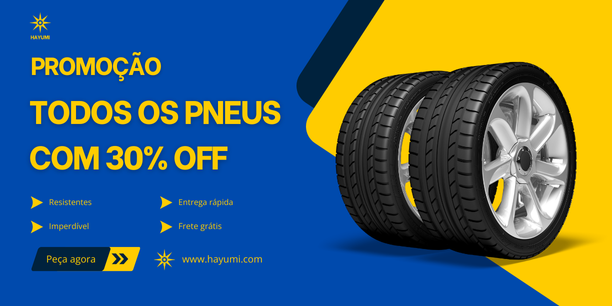 HAYUMI
PROMOÇÃO
TODOS OS PNEUS
COM 30% OFF
Resistentes
Entrega rápida
Imperdível
Frete grátis
Peça agora
www.hayumi.com